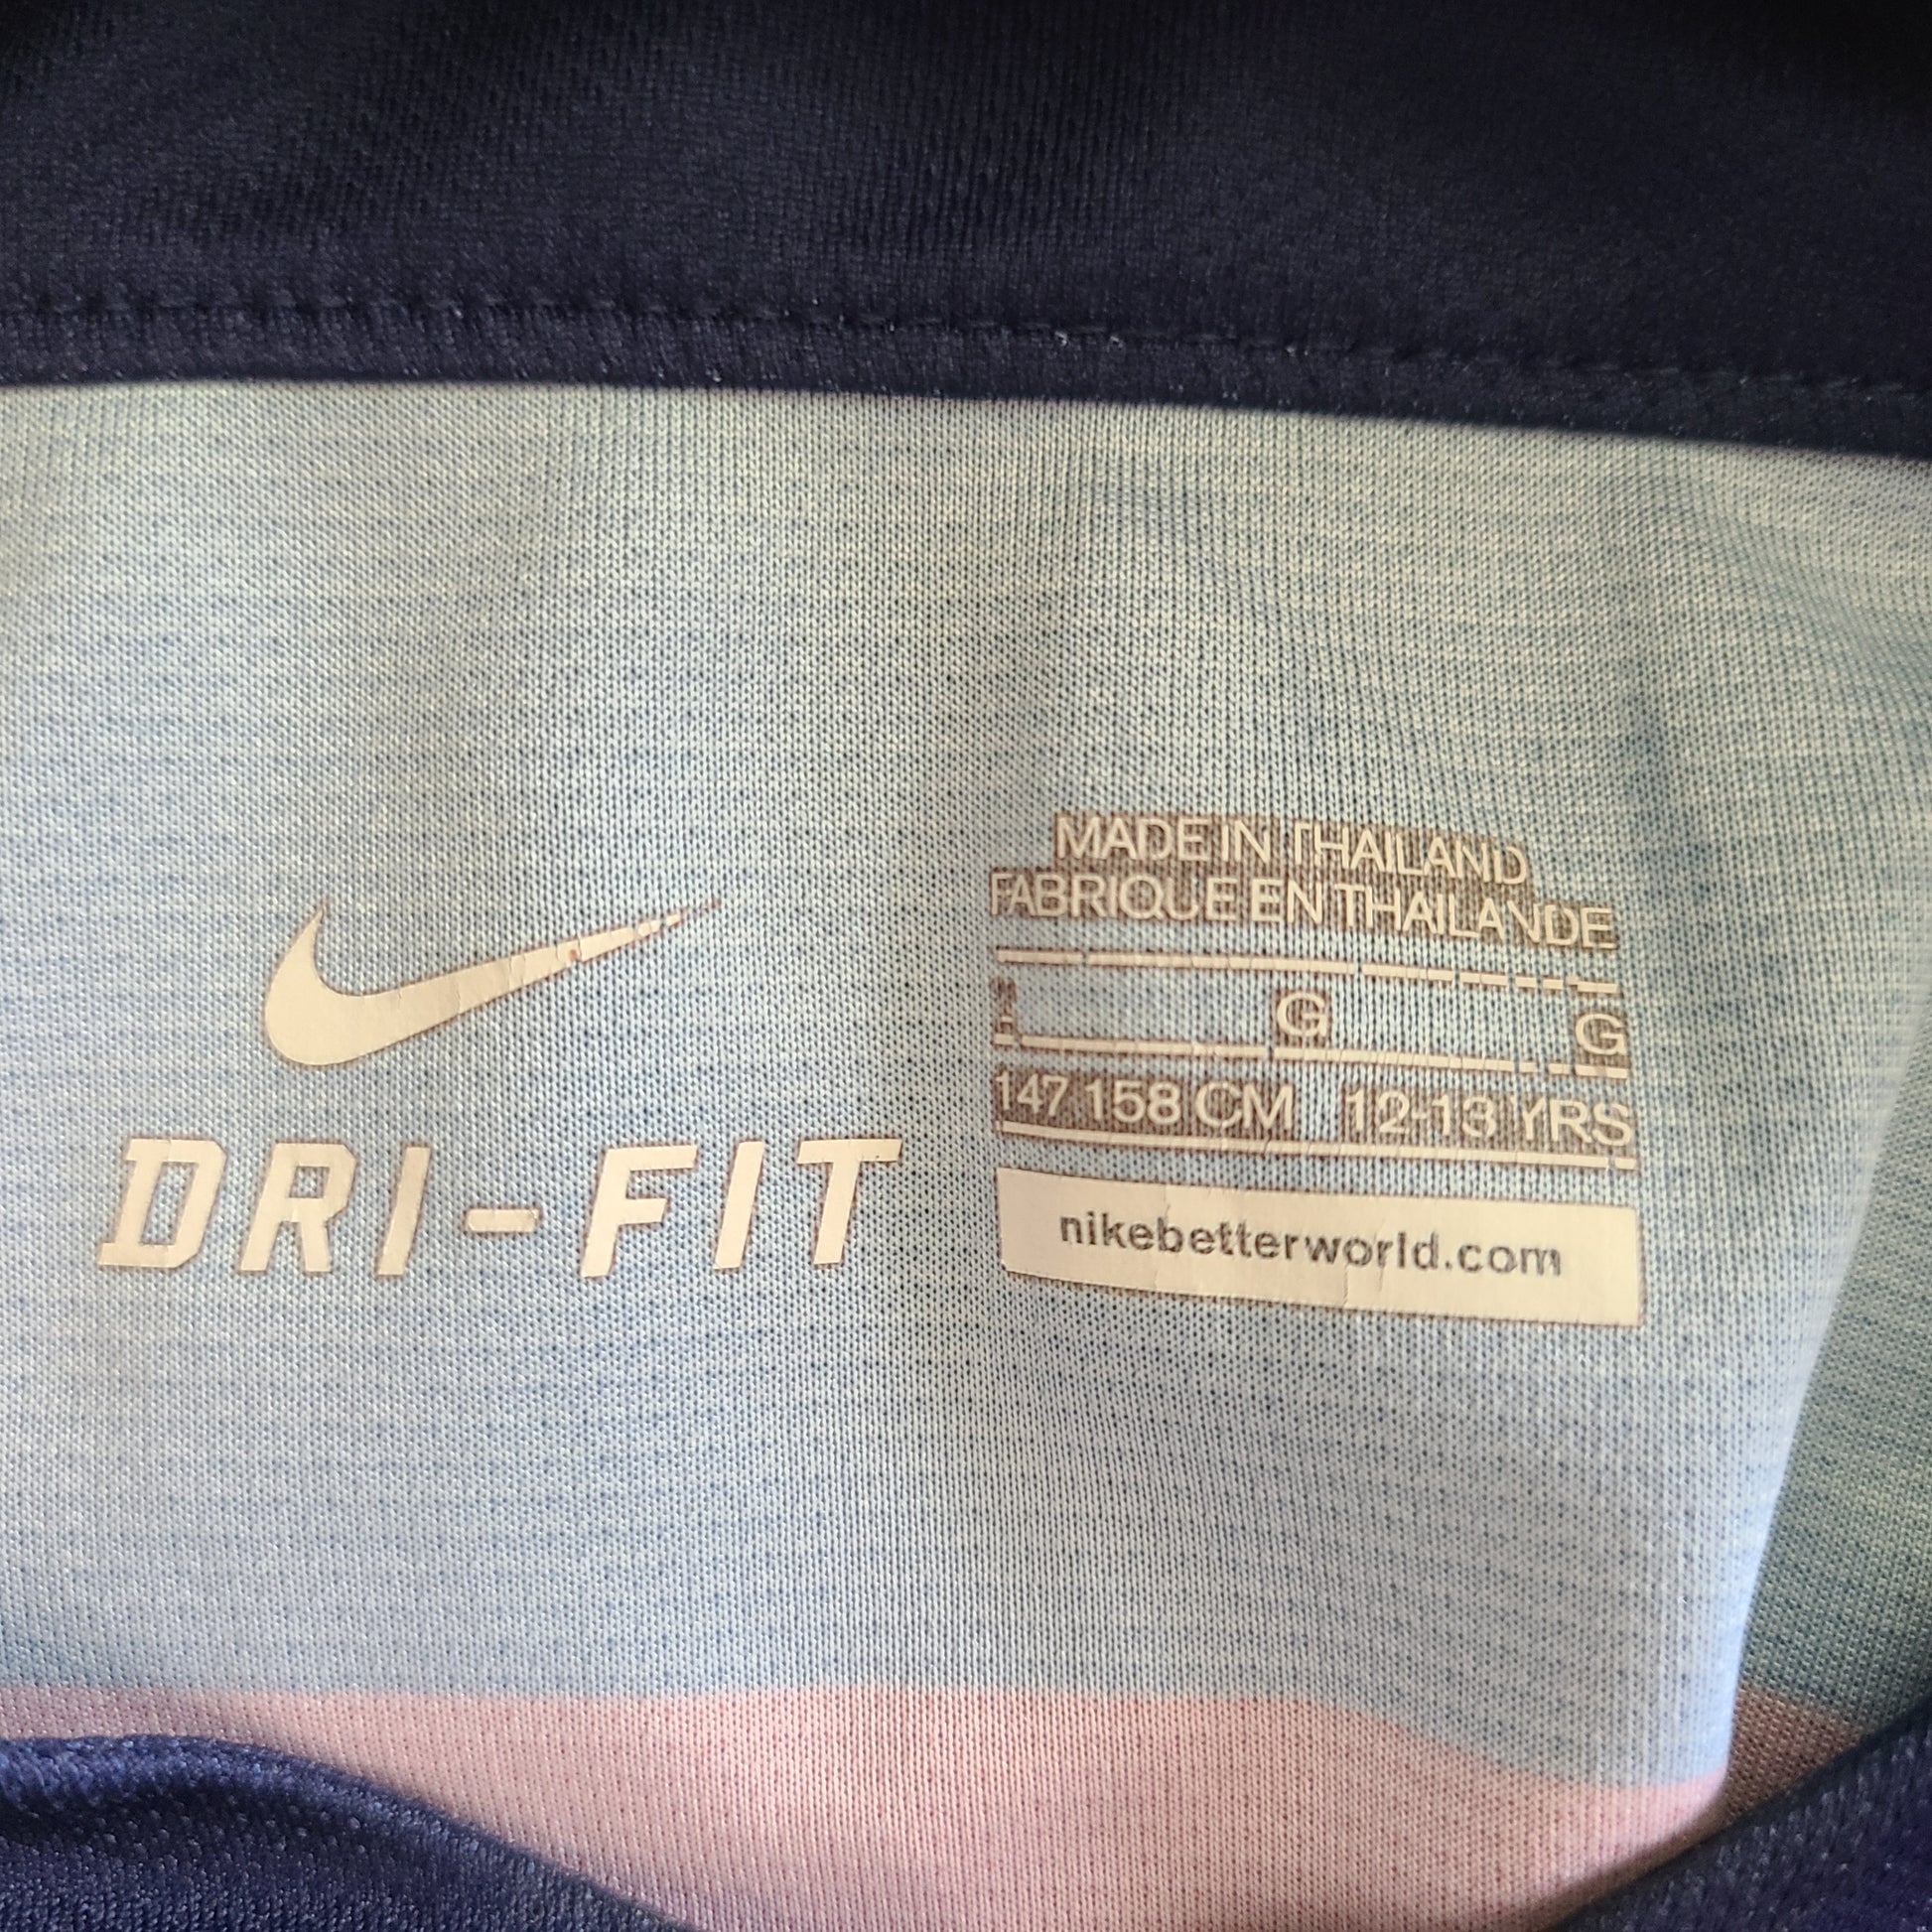 DRI-FIT
MADE IN THAILAND
FABRIQUE EN THAILANDE
G G
147 158 CM 12-13 YRS
nikebetterworld.com